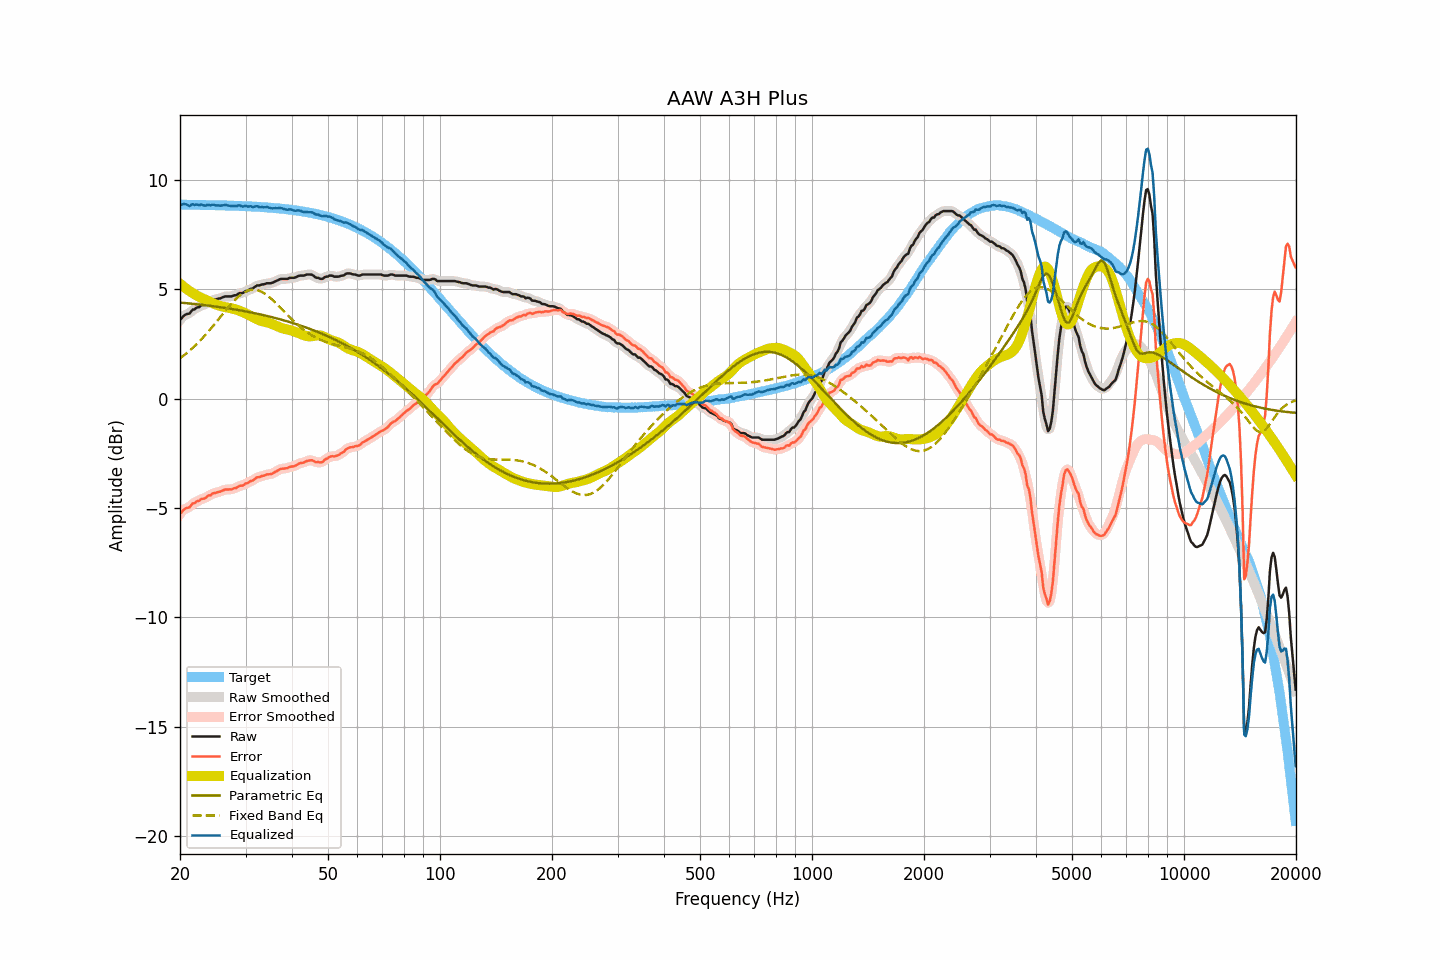 AAW A3H Plus
Amplitude (dBr)
10
5
0
−5
−10
−15
−20
Target
Raw Smoothed
Error Smoothed
Raw
Error
Equalization
Parametric Eq
Fixed Band Eq
Equalized
20 50 100 200 500 1000 2000 5000 10000 20000
Frequency (Hz)